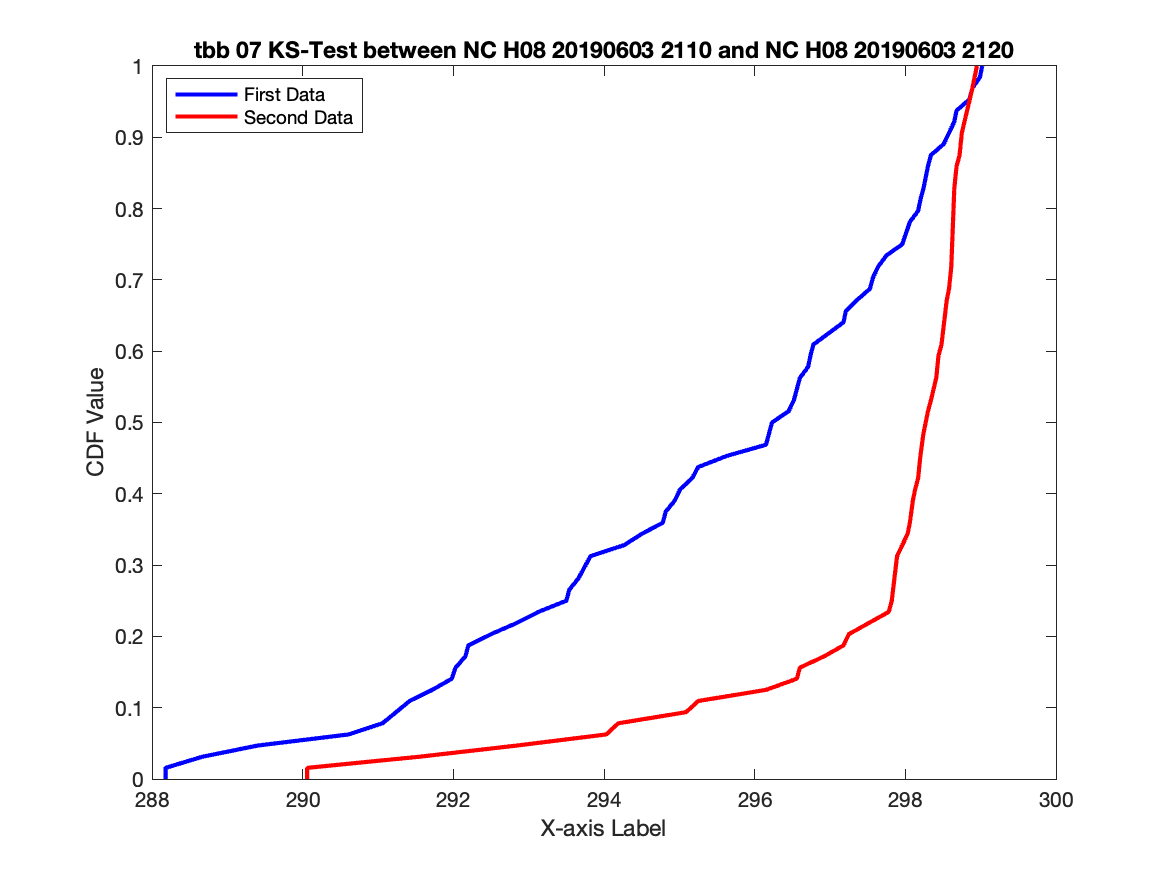 tbb 07 KS-Test between NC H08 20190603 2110 and NC H08 20190603 2120
First Data
Second Data
1
0.9
0.8
0.7
0.6
0.5
0.4
0.3
0.2
0.1
0
CDF Value
288 290 292 294 296 298 300
X-axis Label